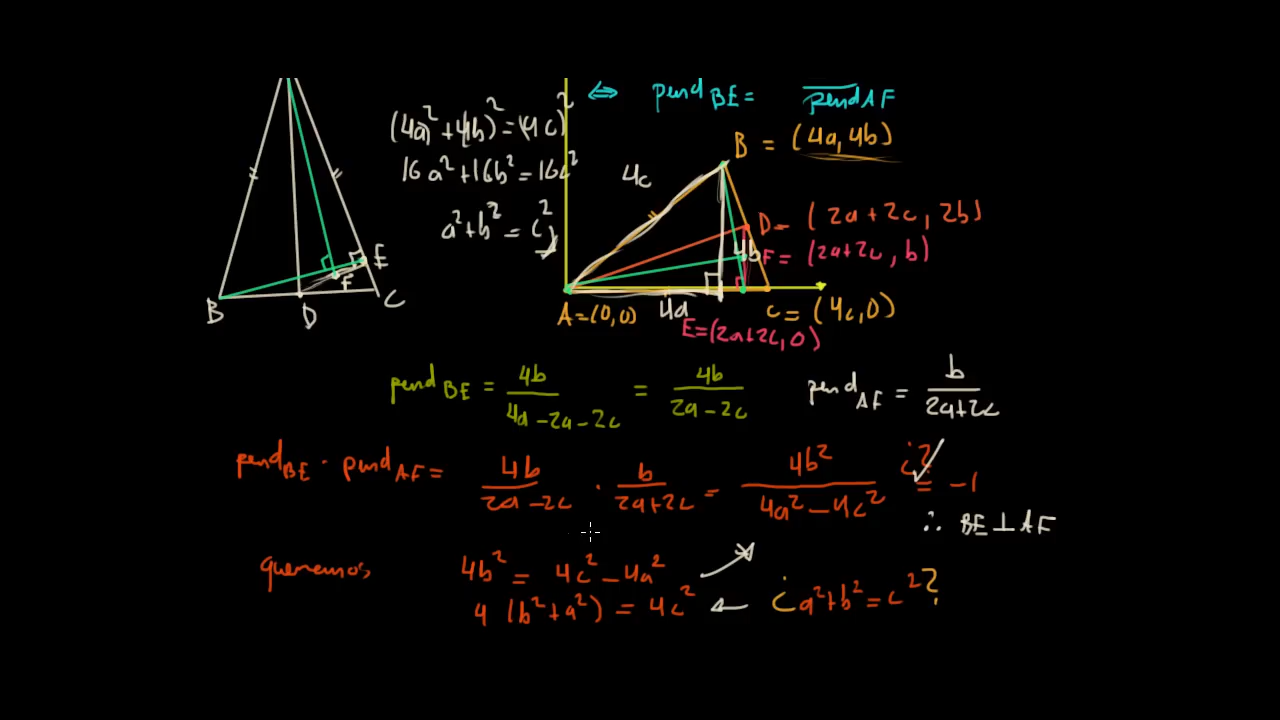 ⇔ pend BE = 1/pend AF
(4a)² + (4b)² = (4c)²
16a² + 16b² = 16c²
a² + b² = c²
4c
B = (4a, 4b)
D = (2a + 2c, 2b)
4b
F = (2a + 2c, b)
A = (0,0)
4a
C = (4c, 0)
E = (2a + 2c, 0)
E
F
B
D
C
pend BE = 4b/(4a - 2a - 2c) = 4b/(2a - 2c)
pend AF = b/(2a + 2c)
pend BE · pend AF = 4b/(2a - 2c) · b/(2a + 2c) = 4b²/(4a² - 4c²) ¿?= -1
∴ BE ⊥ AF
queremos 4b² = 4c² - 4a²
4 (b² + a²) = 4c² ← ¿a² + b² = c²?